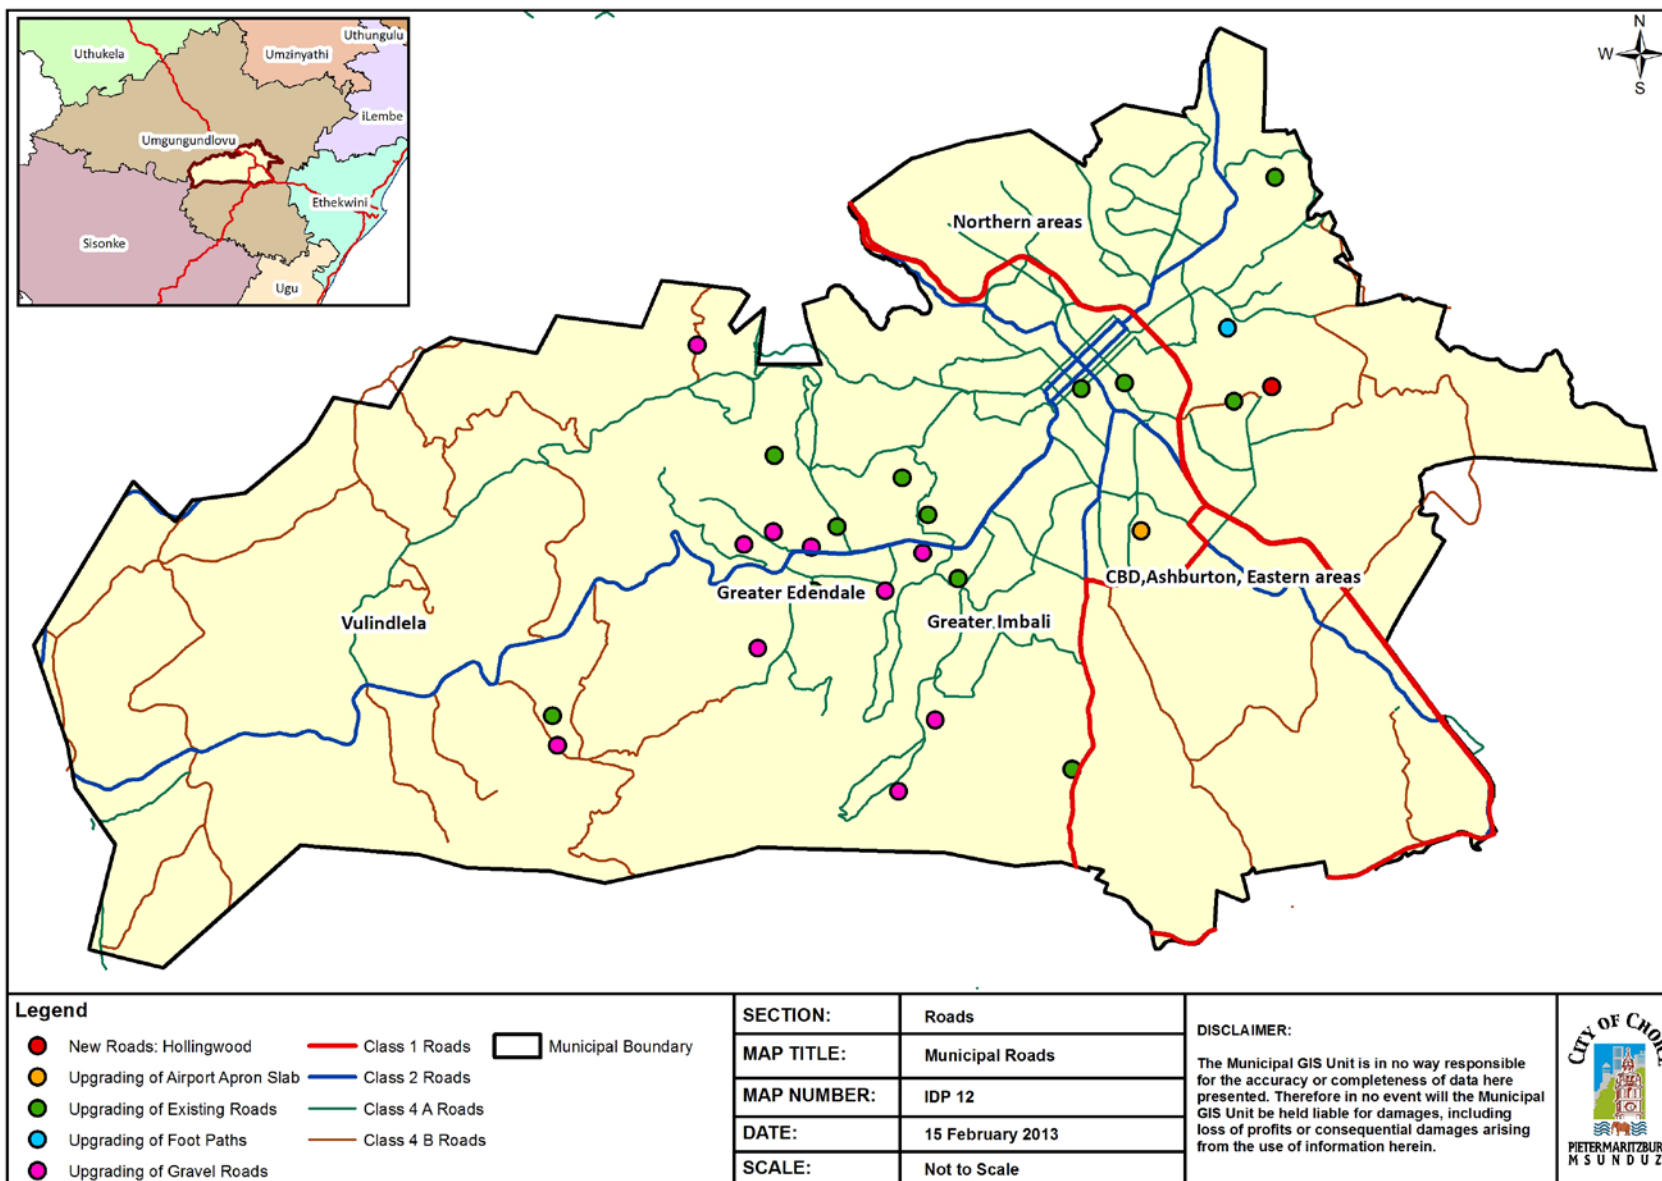 Uthungulu
Uthukela
Umzinyathi
iLembe
Umgungundlovu
Ethekwini
Sisonke
Ugu
N
W
S
Northern areas
CBD,Ashburton, Eastern areas
Greater Edendale
Vulindlela
Greater Imbali
Legend
New Roads: Hollingwood
Upgrading of Airport Apron Slab
Upgrading of Existing Roads
Upgrading of Foot Paths
Upgrading of Gravel Roads
Class 1 Roads
Class 2 Roads
Class 4 A Roads
Class 4 B Roads
Municipal Boundary
SECTION: Roads
MAP TITLE: Municipal Roads
MAP NUMBER: IDP 12
DATE: 15 February 2013
SCALE: Not to Scale
DISCLAIMER:
The Municipal GIS Unit is in no way responsible
for the accuracy or completeness of data here
presented. Therefore in no event will the Municipal
GIS Unit be held liable for damages, including
loss of profits or consequential damages arising
from the use of information herein.
CITY OF
PIETERMARITZBUR
MSUNDUZ